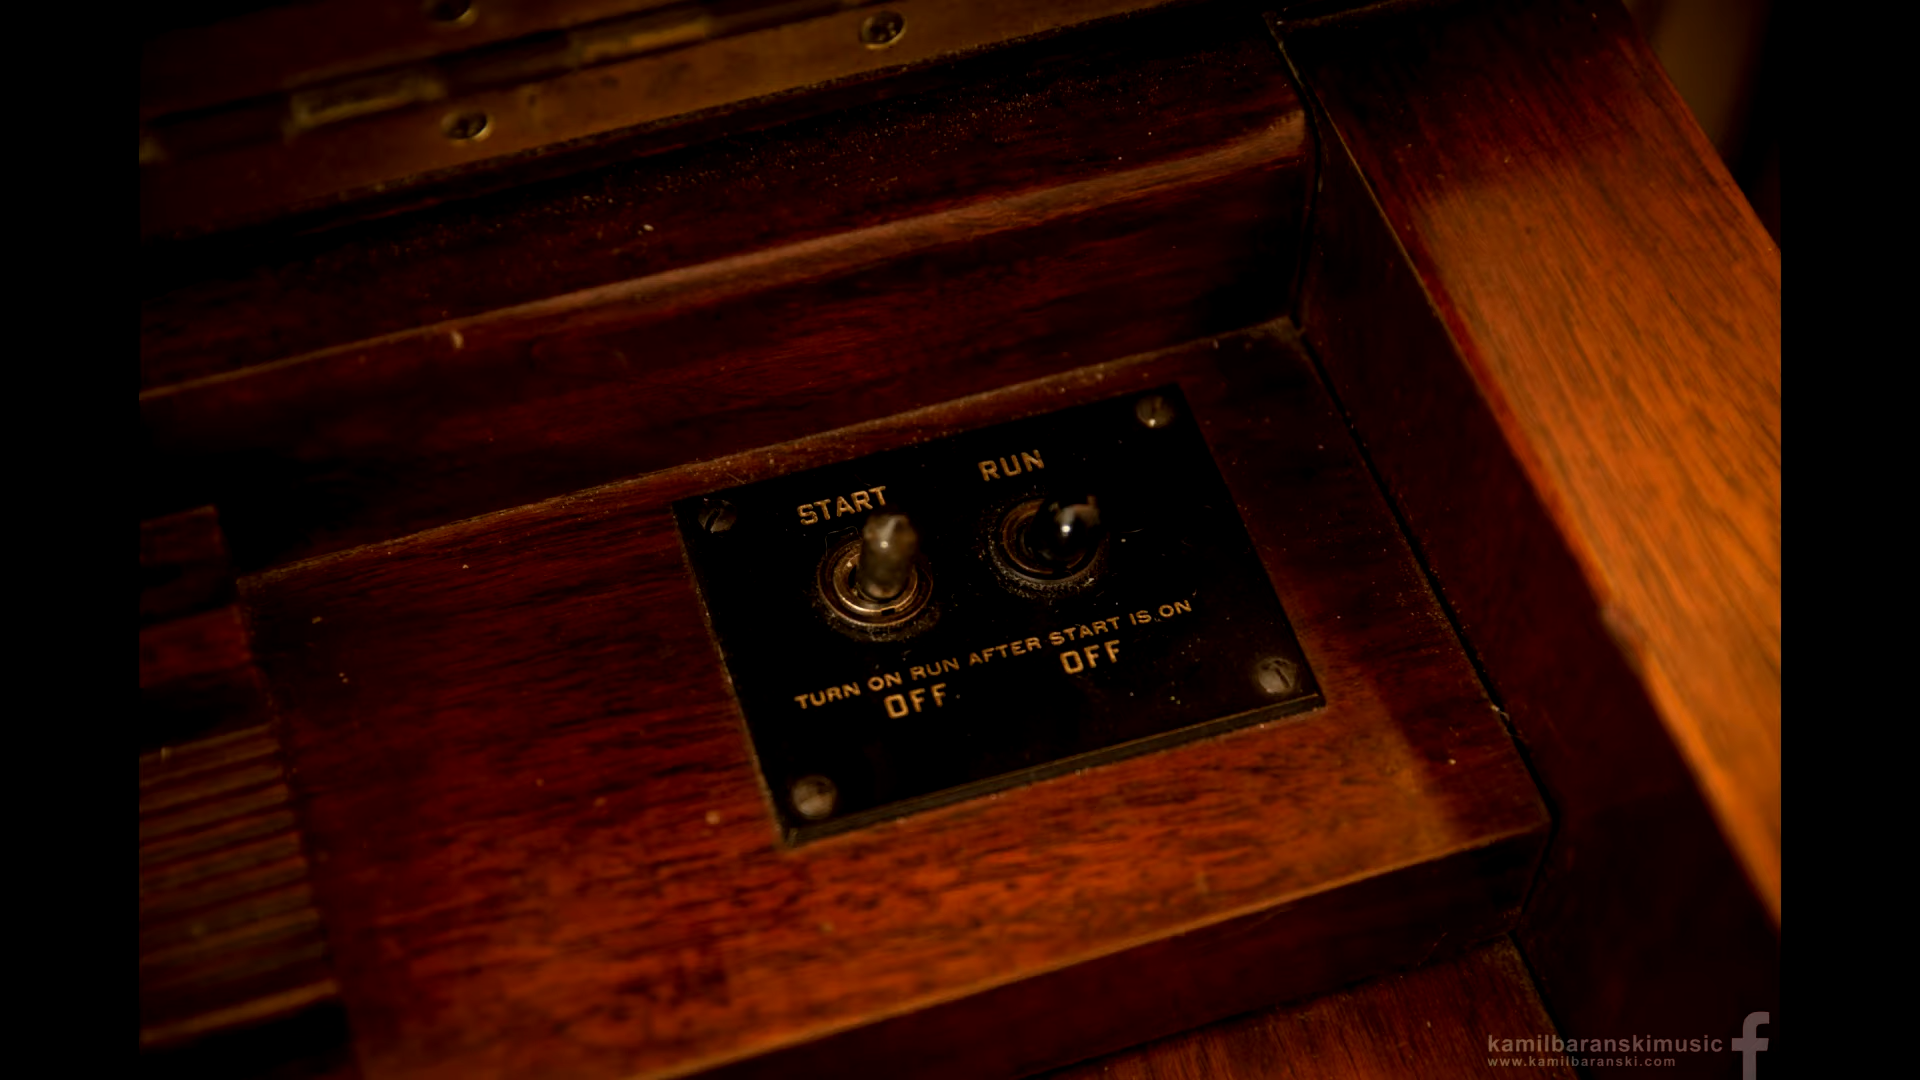 START RUN
TURN ON RUN AFTER START IS ON
OFF OFF
kamilbaranskimusic
www.kamilbaranski.com